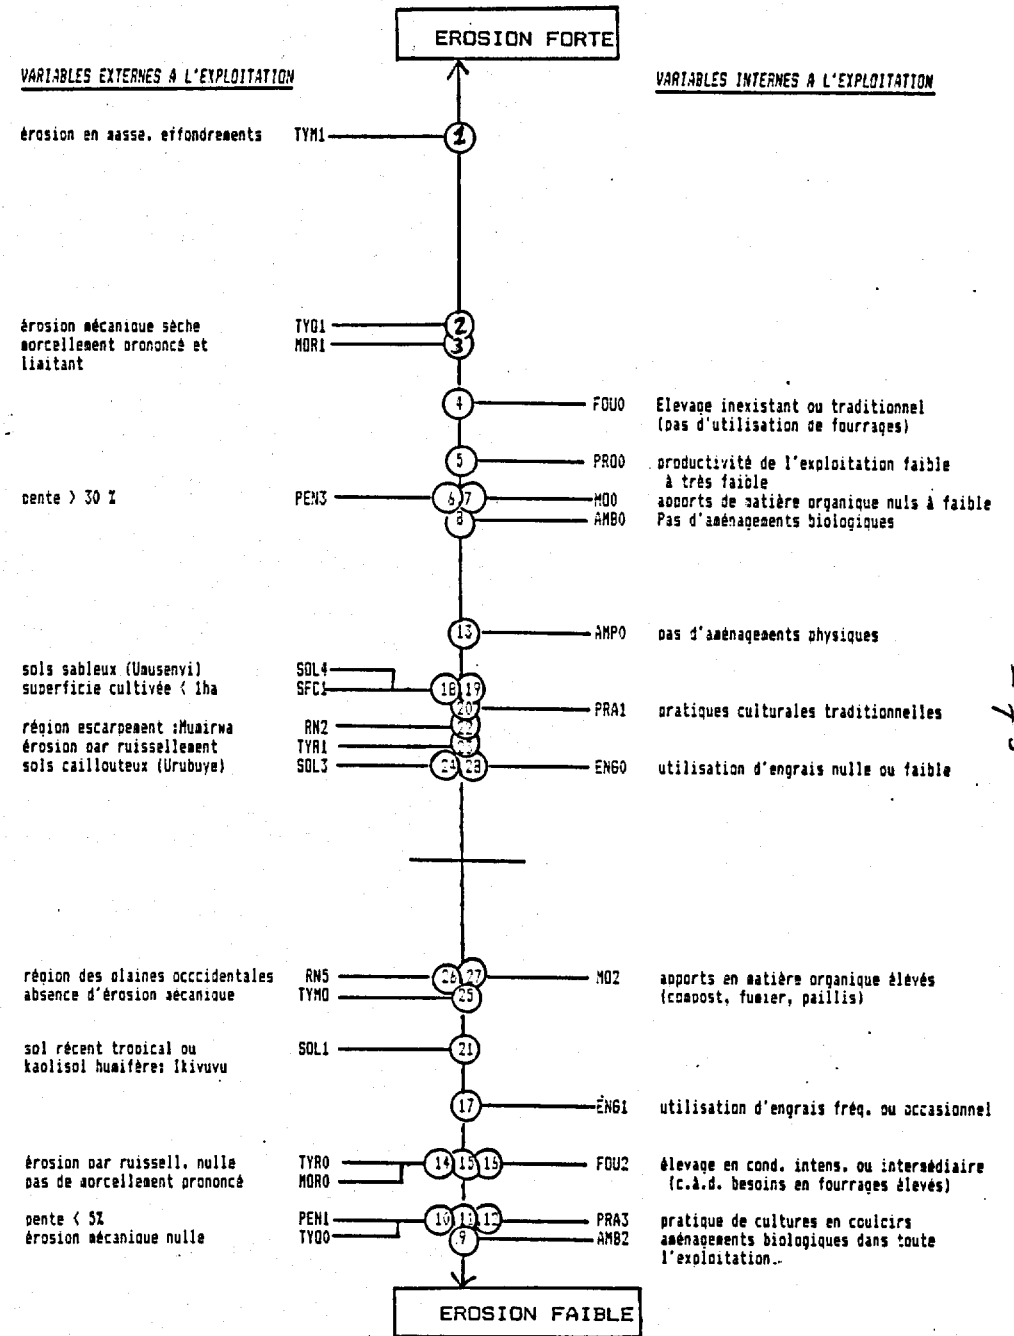 EROSION FORTE
VARIABLES EXTERNES A L'EXPLOITATION
VARIABLES INTERNES A L'EXPLOITATION
érosion en masse. effondrements TYM1 1
érosion mécanique sèche TYQ1 2
morcellement prononcé et MOR1 3
limitant
4 FOU0 Elevage inexistant ou traditionnel
(pas d'utilisation de fourrages)
5 PRO0 productivité de l'exploitation faible
à très faible
pente > 30 % PEN3 6 7 MO0 apports de matière organique nuls à faible
8 AMB0 Pas d'aménagements biologiques
13 AMP0 pas d'aménagements physiques
sols sableux (Umusenyi) SOL4
superficie cultivée < 1ha SFC1 18 19
20 PRA1 pratiques culturales traditionnelles
région escarpement :Mumirwa RN2 22
érosion par ruissellement TYR1 23
sols caillouteux (Urubuye) SOL3 24 28 ENG0 utilisation d'engrais nulle ou faible
région des plaines occcidentales RN5 26 27 MO2 apports en matière organique élevés
absence d'érosion mécanique TYM0 25 (compost, fumier, paillis)
sol récent tropical ou SOL1 21
kaolisol humifère: Ikivuvu
17 ENG1 utilisation d'engrais fréq. ou occasionnel
érosion par ruissell. nulle TYR0 14 15 16 FOU2 élevage en cond. intens. ou intermédiaire
pas de morcellement prononcé MOR0 (c.à.d. besoins en fourrages élevés)
pente < 5% PEN1 10 11 12 PRA3 pratique de cultures en couloirs
érosion mécanique nulle TYQ0 9 AMB2 aménagements biologiques dans toute
l'exploitation..
EROSION FAIBLE